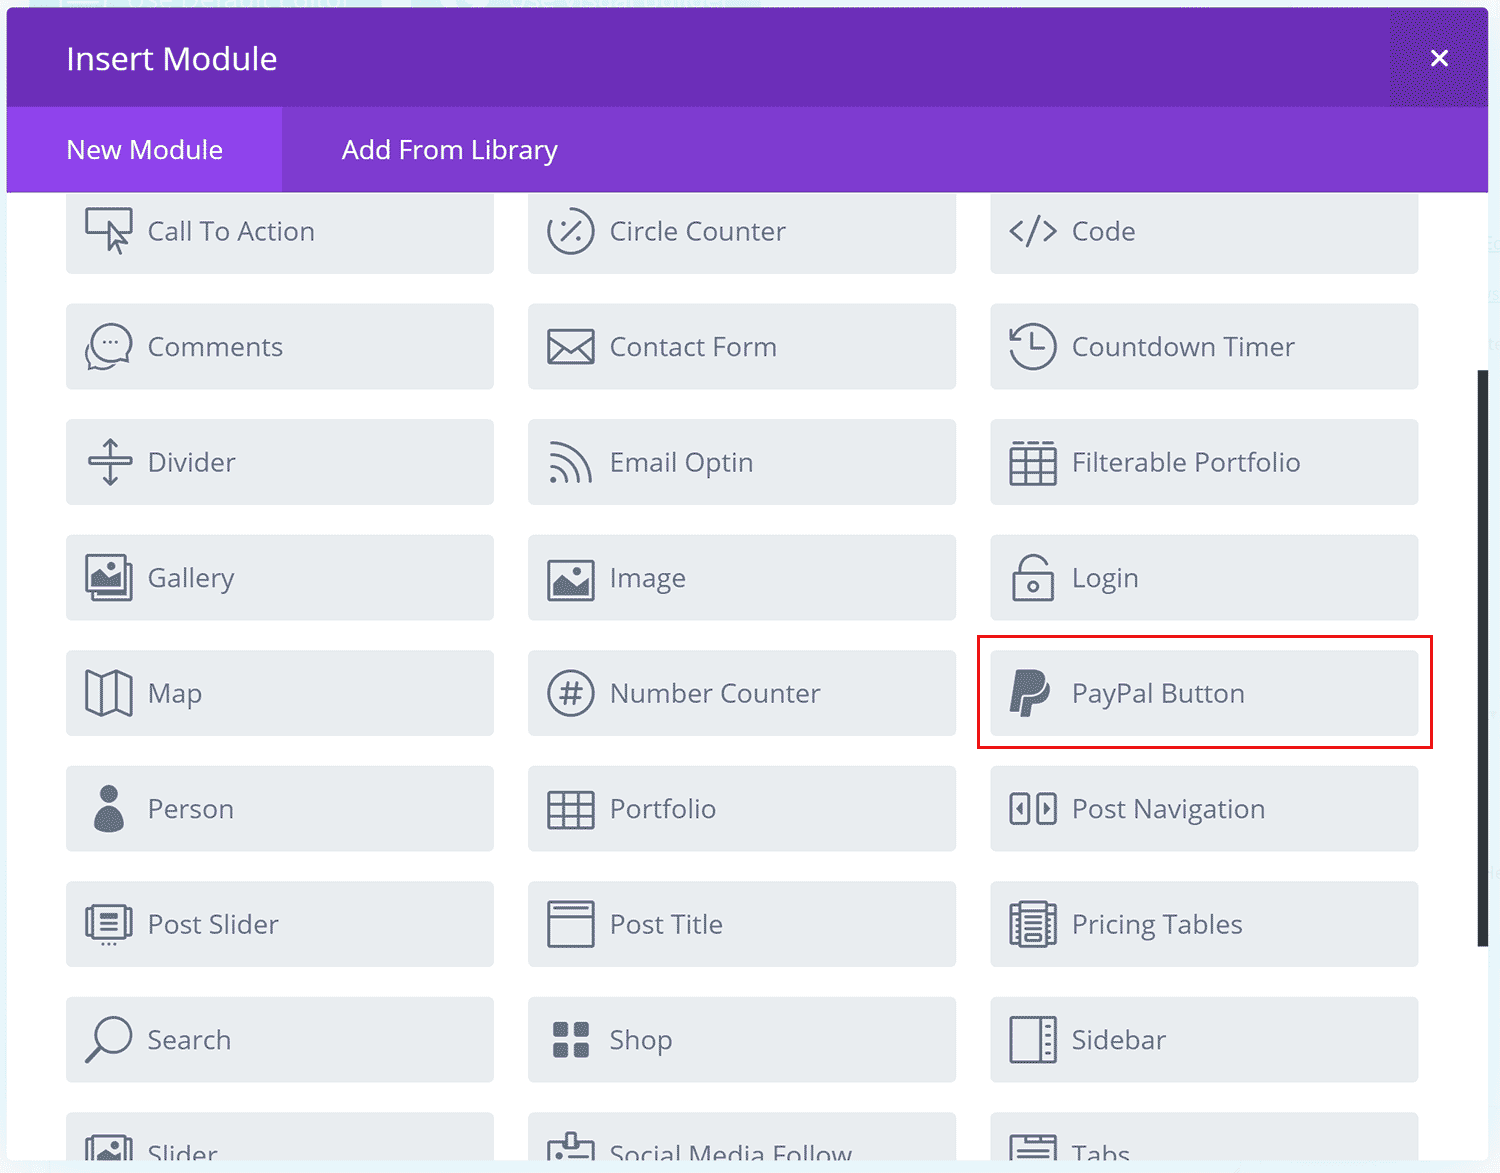 Insert Module
New Module
Add From Library
Call To Action
Circle Counter
Code
Comments
Contact Form
Countdown Timer
Divider
Email Optin
Filterable Portfolio
Gallery
Image
Login
Map
Number Counter
PayPal Button
Person
Portfolio
Post Navigation
Post Slider
Post Title
Pricing Tables
Search
Shop
Sidebar
Slider
Social Media Follow
Tabs